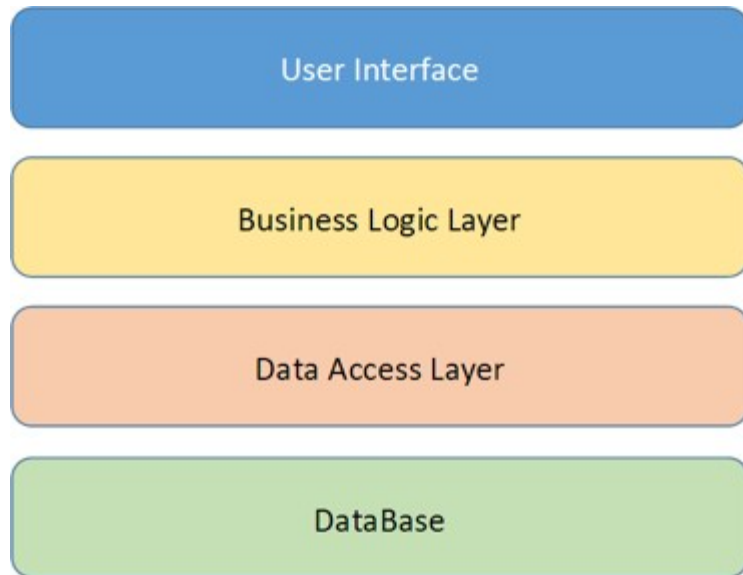 User Interface
Business Logic Layer
Data Access Layer
DataBase